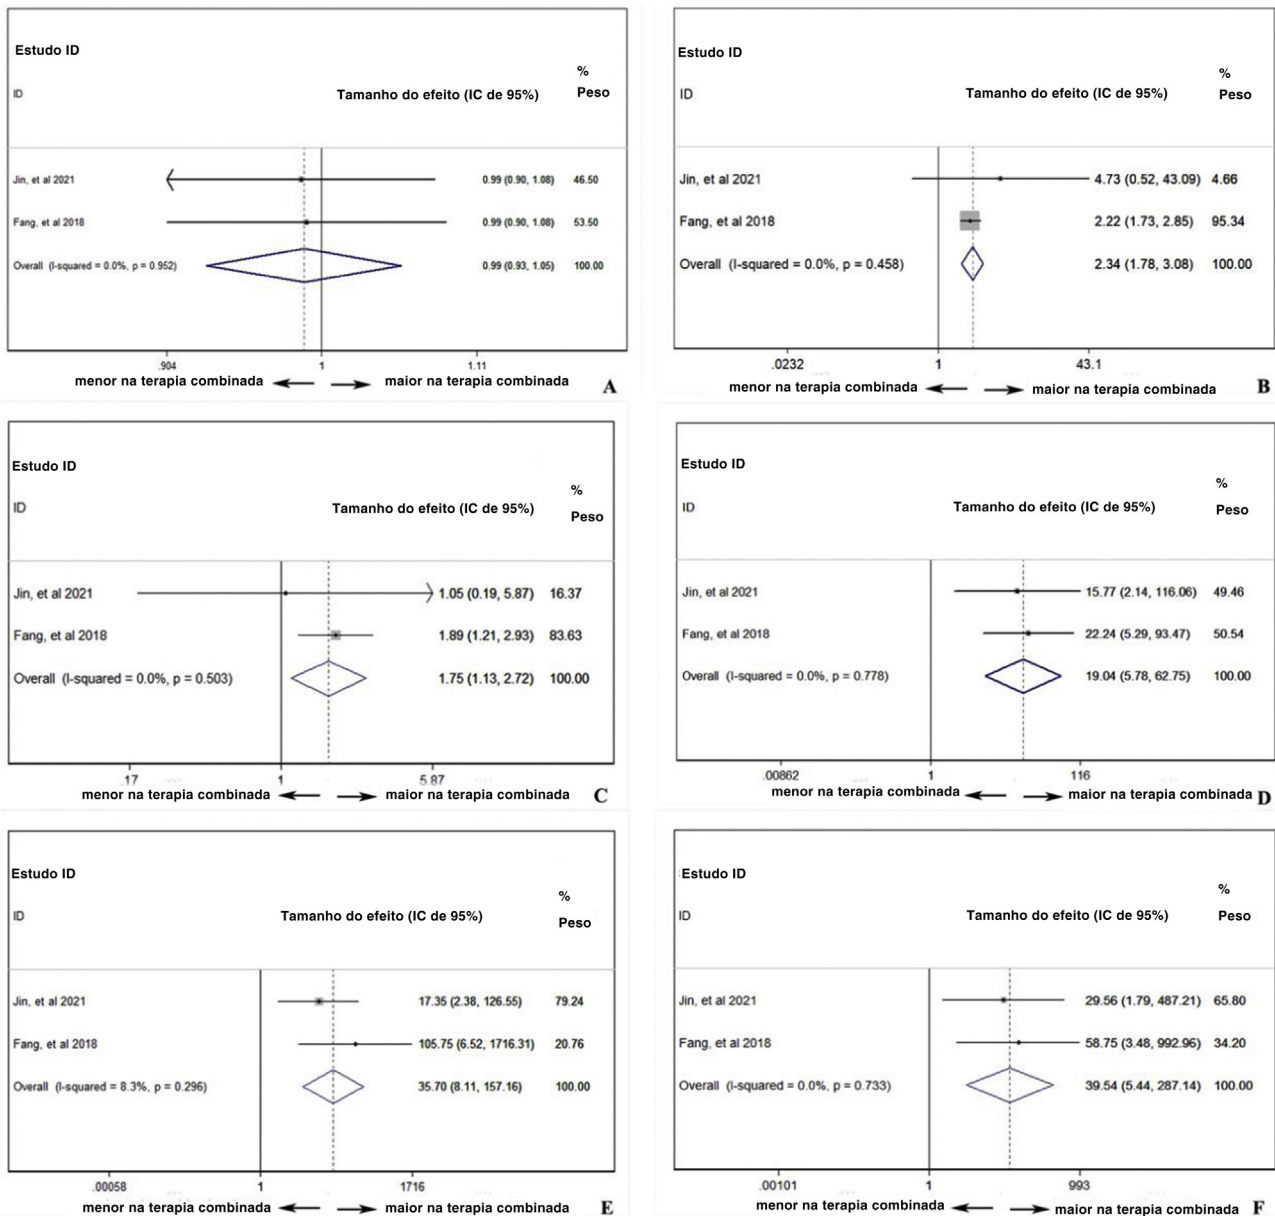 Estudo ID
%
ID Tamanho do efeito (IC de 95%) Peso
Jin, et al 2021 0.99 (0.90, 1.08) 46.50
Fang, et al 2018 0.99 (0.90, 1.08) 53.50
Overall (I-squared = 0.0%, p = 0.952) 0.99 (0.93, 1.05) 100.00
.904 1 1.11
menor na terapia combinada maior na terapia combinada A
Estudo ID
%
ID Tamanho do efeito (IC de 95%) Peso
Jin, et al 2021 4.73 (0.52, 43.09) 4.66
Fang, et al 2018 2.22 (1.73, 2.85) 95.34
Overall (I-squared = 0.0%, p = 0.458) 2.34 (1.78, 3.08) 100.00
.0232 1 43.1
menor na terapia combinada maior na terapia combinada B
Estudo ID
%
ID Tamanho do efeito (IC de 95%) Peso
Jin, et al 2021 1.05 (0.19, 5.87) 16.37
Fang, et al 2018 1.89 (1.21, 2.93) 83.63
Overall (I-squared = 0.0%, p = 0.503) 1.75 (1.13, 2.72) 100.00
.17 1 5.87
menor na terapia combinada maior na terapia combinada C
Estudo ID
%
ID Tamanho do efeito (IC de 95%) Peso
Jin, et al 2021 15.77 (2.14, 116.06) 49.46
Fang, et al 2018 22.24 (5.29, 93.47) 50.54
Overall (I-squared = 0.0%, p = 0.778) 19.04 (5.78, 62.75) 100.00
.00862 1 116
menor na terapia combinada maior na terapia combinada D
Estudo ID
%
ID Tamanho do efeito (IC de 95%) Peso
Jin, et al 2021 17.35 (2.38, 126.55) 79.24
Fang, et al 2018 105.75 (6.52, 1716.31) 20.76
Overall (I-squared = 8.3%, p = 0.296) 35.70 (8.11, 157.16) 100.00
.00058 1 1716
menor na terapia combinada maior na terapia combinada E
Estudo ID
%
ID Tamanho do efeito (IC de 95%) Peso
Jin, et al 2021 29.56 (1.79, 487.21) 65.80
Fang, et al 2018 58.75 (3.48, 992.96) 34.20
Overall (I-squared = 0.0%, p = 0.733) 39.54 (5.44, 287.14) 100.00
.00101 1 993
menor na terapia combinada maior na terapia combinada F